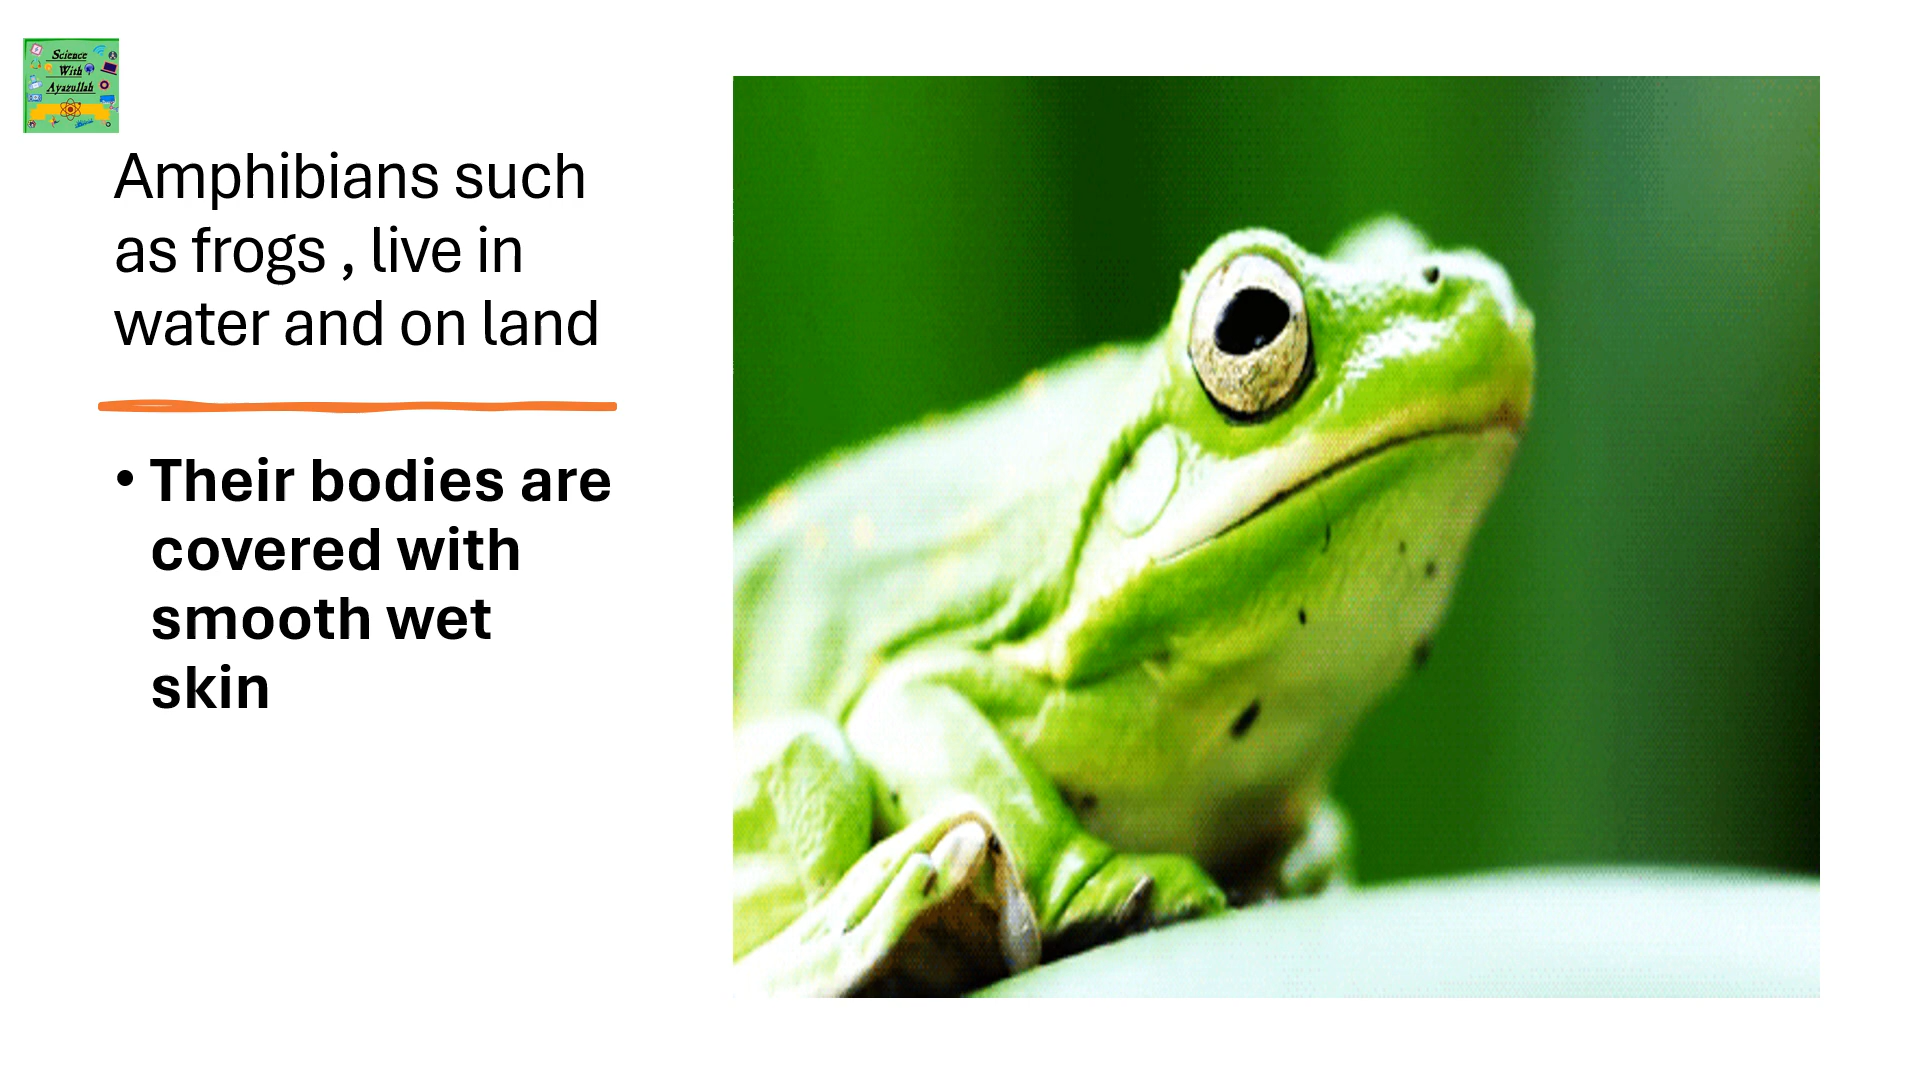 Science
With
Ayazullah
Amphibians such
as frogs , live in
water and on land
• Their bodies are
covered with
smooth wet
skin